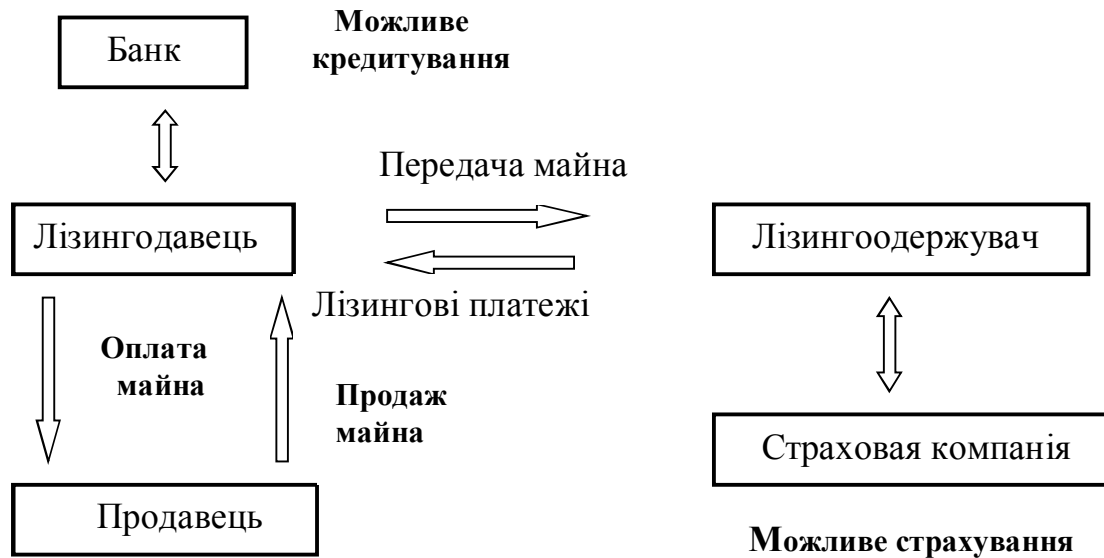 Банк
Можливе
кредитування
Передача майна
Лізингодавець
Лізингоодержувач
Лізингові платежі
Оплата
майна
Продаж
майна
Страховая компанія
Продавець
Можливе страхування